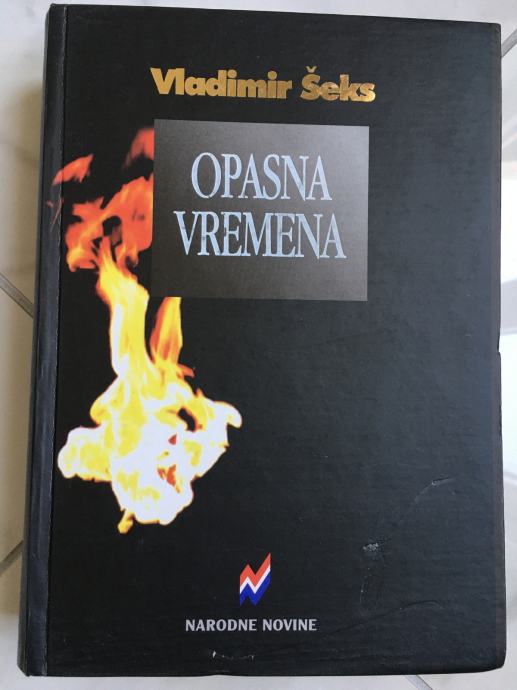 Vladimir Šeks
OPASNA
VREMENA
NARODNE NOVINE